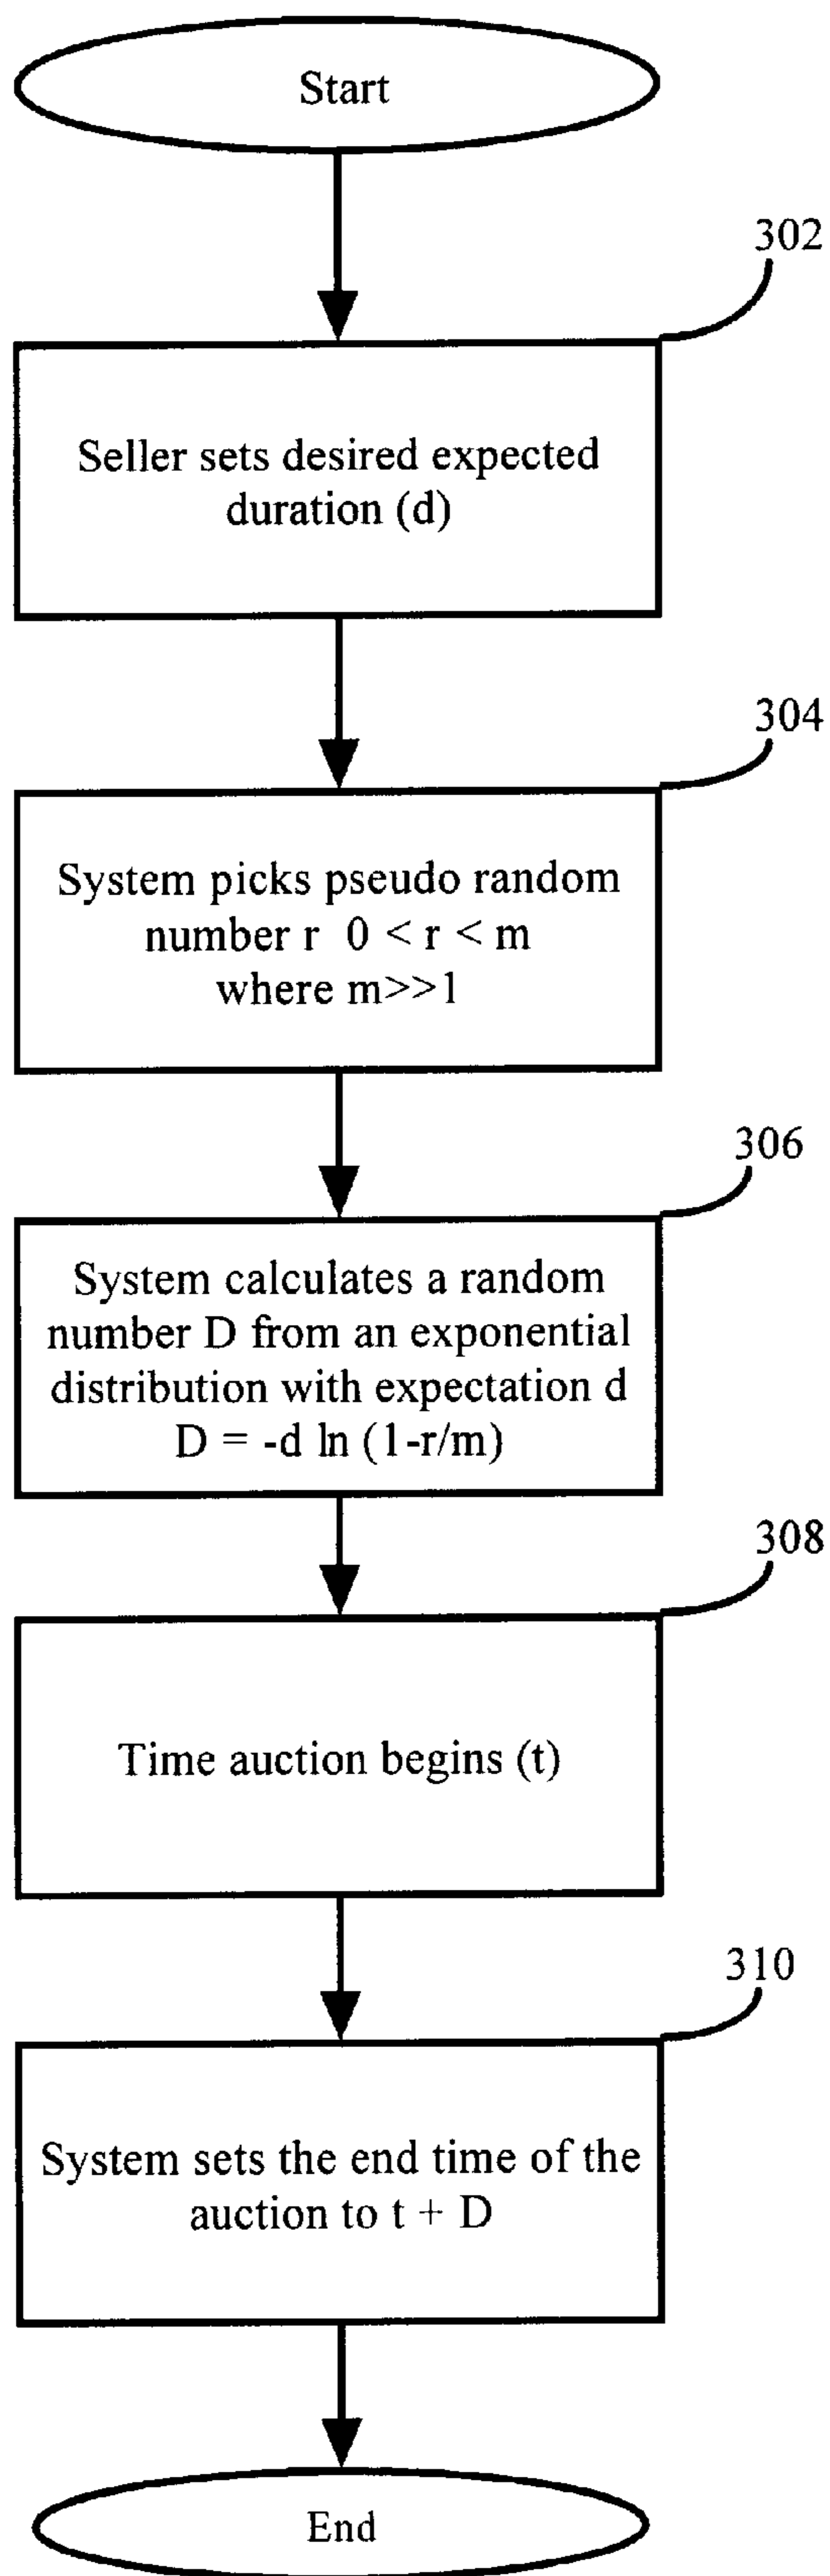 Start
302
Seller sets desired expected
duration (d)
304
System picks pseudo random
number r 0 < r < m
where m>>1
306
System calculates a random
number D from an exponential
distribution with expectation d
D = -d ln (1-r/m)
308
Time auction begins (t)
310
System sets the end time of the
auction to t + D
End